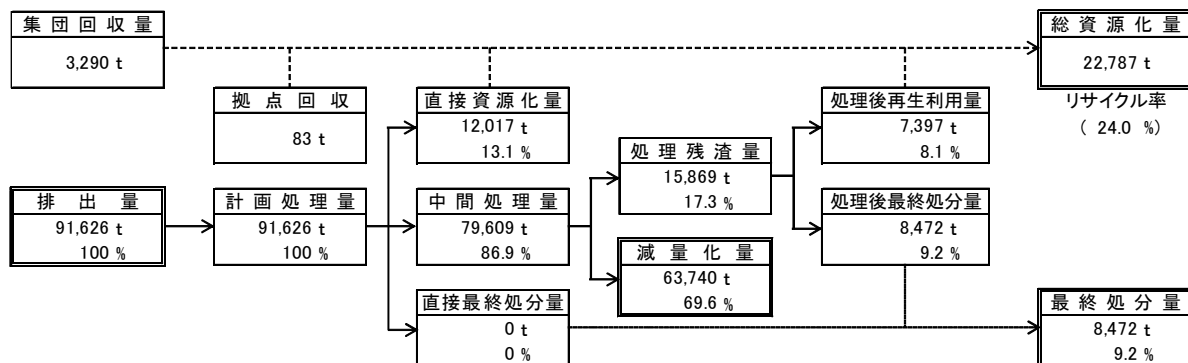 集団回収量
3,290 t
総資源化量
22,787 t
リサイクル率
( 24.0 %)
拠点回収
83 t
直接資源化量
12,017 t
13.1 %
処理後再生利用量
7,397 t
8.1 %
処理残渣量
15,869 t
17.3 %
排出量
91,626 t
100 %
計画処理量
91,626 t
100 %
中間処理量
79,609 t
86.9 %
処理後最終処分量
8,472 t
9.2 %
減量化量
63,740 t
69.6 %
直接最終処分量
0 t
0 %
最終処分量
8,472 t
9.2 %